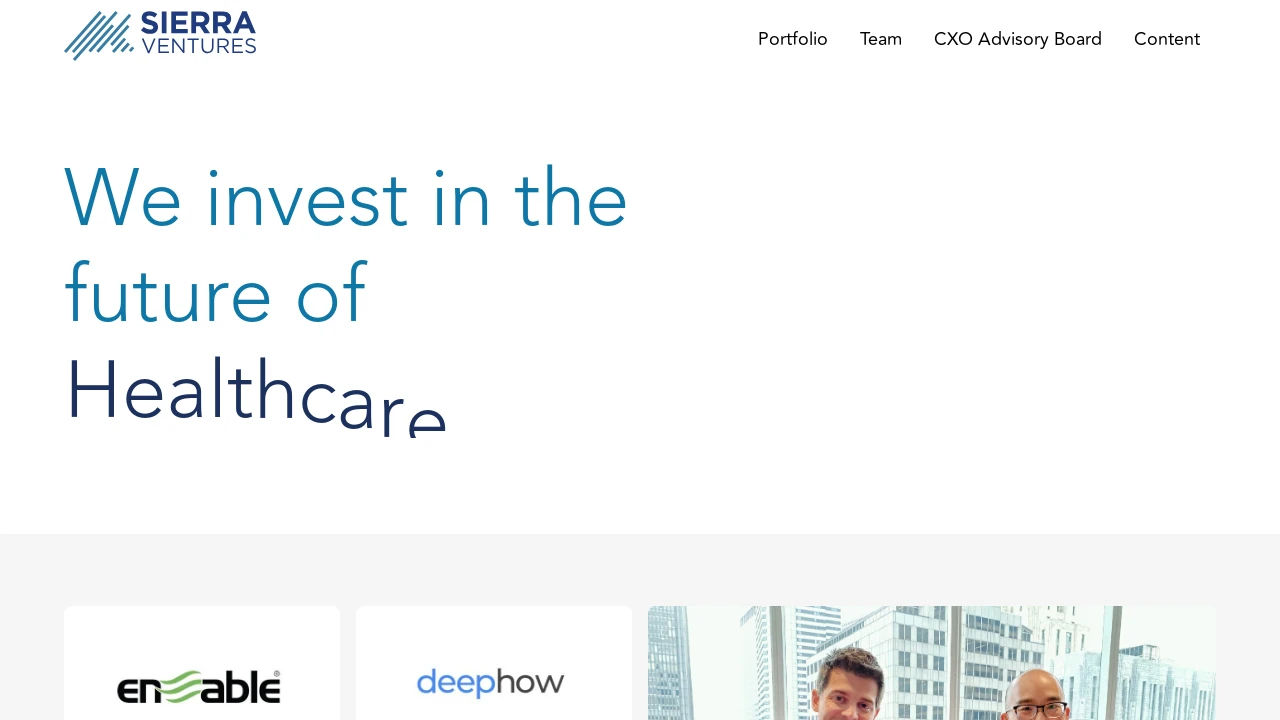 SIERRA
VENTURES
Portfolio Team CXO Advisory Board Content
We invest in the
future of
Healthcare
enable® deephow